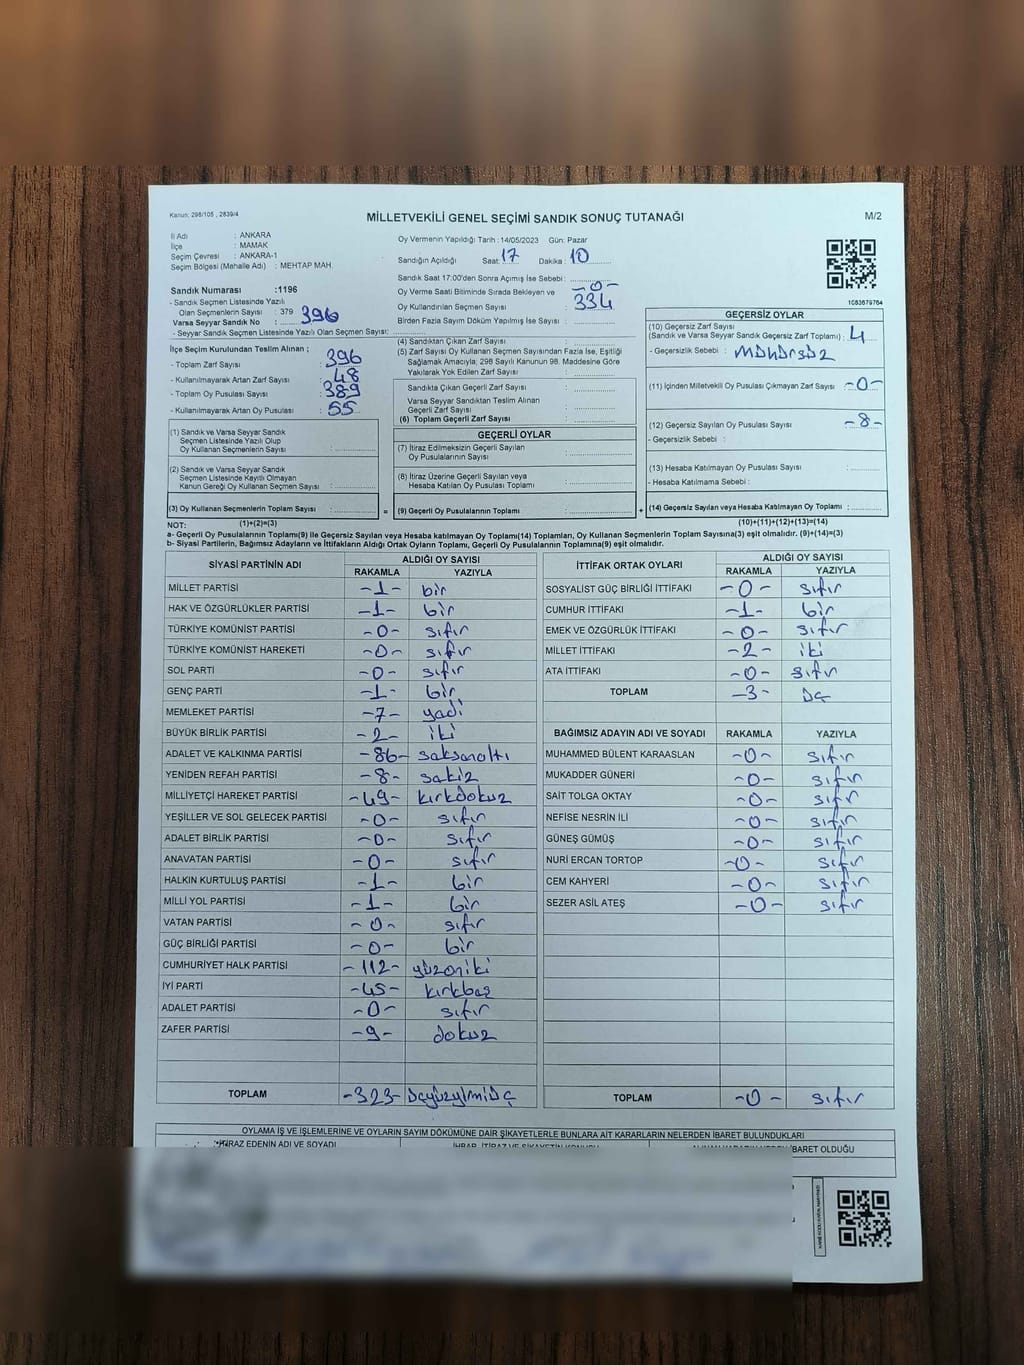 Kanun: 298/105 , 2839/4
MİLLETVEKİLİ GENEL SEÇİMİ SANDIK SONUÇ TUTANAĞI
M/2
İl Adı : ANKARA
İlçe : MAMAK
Seçim Çevresi : ANKARA-1
Seçim Bölgesi (Mahalle Adı) : MEHTAP MAH.
Oy Vermenin Yapıldığı Tarih : 14/05/2023 Gün: Pazar
Sandığın Açıldığı Saat: 17 Dakika : 10
Sandık Saat 17:00'den Sonra Açımış İse Sebebi :
Oy Verme Saati Bitiminde Sırada Bekleyen ve
Oy Kullandırılan Seçmen Sayısı : -0- 334
Birden Fazla Sayım Döküm Yapılmış İse Sayısı :
1083679764
Sandık Numarası :1196
- Sandık Seçmen Listesinde Yazılı
Olan Seçmenlerin Sayısı : 379
Varsa Seyyar Sandık No : 396
- Seyyar Sandık Seçmen Listesinde Yazılı Olan Seçmen Sayısı:
İlçe Seçim Kurulundan Teslim Alınan ;
- Toplam Zarf Sayısı : 396
- Kullanılmayarak Artan Zarf Sayısı : 48
- Toplam Oy Pusulası Sayısı : 389
- Kullanılmayarak Artan Oy Pusulası : 55
(1) Sandık ve Varsa Seyyar Sandık
Seçmen Listesinde Yazılı Olup
Oy Kullanan Seçmenlerin Sayısı :
(2) Sandık ve Varsa Seyyar Sandık
Seçmen Listesinde Kayıtlı Olmayan
Kanun Gereği Oy Kullanan Seçmen Sayısı :
(3) Oy Kullanan Seçmenlerin Toplam Sayısı :
(4) Sandıktan Çıkan Zarf Sayısı :
(5) Zarf Sayısı Oy Kullanan Seçmen Sayısından Fazla İse, Eşitliği
Sağlamak Amacıyla; 298 Sayılı Kanunun 98. Maddesine Göre
Yakılarak Yok Edilen Zarf Sayısı :
Sandıkta Çıkan Geçerli Zarf Sayısı :
Varsa Seyyar Sandıktan Teslim Alınan
Geçerli Zarf Sayısı :
(6) Toplam Geçerli Zarf Sayısı :
GEÇERLİ OYLAR
(7) İtiraz Edilmeksizin Geçerli Sayılan
Oy Pusulalarının Sayısı :
(8) İtiraz Üzerine Geçerli Sayılan veya
Hesaba Katılan Oy Pusulası Toplamı :
= (9) Geçerli Oy Pusulalarının Toplamı : +
GEÇERSİZ OYLAR
(10) Geçersiz Zarf Sayısı
(Sandık ve Varsa Seyyar Sandık Geçersiz Zarf Toplamı) : 4
- Geçersizlik Sebebi :
(11) İçinden Milletvekili Oy Pusulası Çıkmayan Zarf Sayısı : -0-
(12) Geçersiz Sayılan Oy Pusulası Sayısı : -8-
- Geçersizlik Sebebi :
(13) Hesaba Katılmayan Oy Pusulası Sayısı :
- Hesaba Katılmama Sebebi :
(14) Geçersiz Sayılan veya Hesaba Katılmayan Oy Toplamı :
NOT: (1)+(2)=(3) (10)+(11)+(12)+(13)=(14)
a- Geçerli Oy Pusulalarının Toplamı(9) ile Geçersiz Sayılan veya Hesaba katılmayan Oy Toplamı(14) Toplamları, Oy Kullanan Seçmenlerin Toplam Sayısına(3) eşit olmalıdır. (9)+(14)=(3)
b- Siyasi Partilerin, Bağımsız Adayların ve İttifakların Aldığı Ortak Oyların Toplamı, Geçerli Oy Pusulalarının Toplamına(9) eşit olmalıdır.
SİYASİ PARTİNİN ADI ALDIĞI OY SAYISI
RAKAMLA YAZIYLA
MİLLET PARTİSİ -1- bir
HAK VE ÖZGÜRLÜKLER PARTİSİ -1- bir
TÜRKİYE KOMÜNİST PARTİSİ -0- sıfır
TÜRKİYE KOMÜNİST HAREKETİ -0- sıfır
SOL PARTİ -0- sıfır
GENÇ PARTİ -1- bir
MEMLEKET PARTİSİ -7- yedi
BÜYÜK BİRLİK PARTİSİ -2- iki
ADALET VE KALKINMA PARTİSİ -86- seksenaltı
YENİDEN REFAH PARTİSİ -8- sekiz
MİLLİYETÇİ HAREKET PARTİSİ -49- kırkdokuz
YEŞİLLER VE SOL GELECEK PARTİSİ -0- sıfır
ADALET BİRLİK PARTİSİ -0- sıfır
ANAVATAN PARTİSİ -0- sıfır
HALKIN KURTULUŞ PARTİSİ -1- bir
MİLLİ YOL PARTİSİ -1- bir
VATAN PARTİSİ -0- sıfır
GÜÇ BİRLİĞİ PARTİSİ -0- bir
CUMHURİYET HALK PARTİSİ -112- yüzoniki
İYİ PARTİ -45- kırkbeş
ADALET PARTİSİ -0- sıfır
ZAFER PARTİSİ -9- dokuz
TOPLAM -323- üçyüzyirmiüç
İTTİFAK ORTAK OYLARI ALDIĞI OY SAYISI
RAKAMLA YAZIYLA
SOSYALİST GÜÇ BİRLİĞİ İTTİFAKI -0- sıfır
CUMHUR İTTİFAKI -1- bir
EMEK VE ÖZGÜRLÜK İTTİFAKI -0- sıfır
MİLLET İTTİFAKI -2- iki
ATA İTTİFAKI -0- sıfır
TOPLAM -3- üç
BAĞIMSIZ ADAYIN ADI VE SOYADI RAKAMLA YAZIYLA
MUHAMMED BÜLENT KARAASLAN -0- sıfır
MUKADDER GÜNERİ -0- sıfır
SAİT TOLGA OKTAY -0- sıfır
NEFİSE NESRİN İLİ -0- sıfır
GÜNEŞ GÜMÜŞ -0- sıfır
NURİ ERCAN TORTOP -0- sıfır
CEM KAHYERİ -0- sıfır
SEZER ASİL ATEŞ -0- sıfır
TOPLAM -0- sıfır
OYLAMA İŞ VE İŞLEMLERİNE VE OYLARIN SAYIM DÖKÜMÜNE DAİR ŞİKAYETLERLE BUNLARA AİT KARARLARIN NELERDEN İBARET BULUNDUKLARI
İTİRAZ EDENİN ADI VE SOYADI
İBARET OLDUĞU